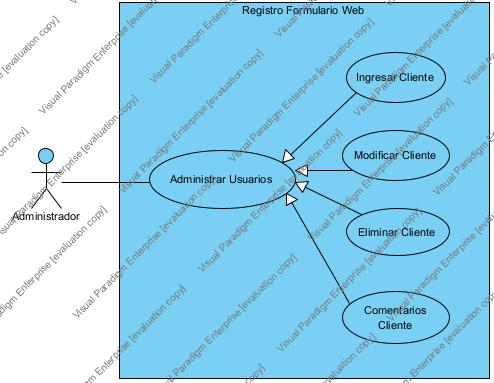 Registro Formulario Web
Ingresar Cliente
Modificar Cliente
Administrar Usuarios
Administrador
Eliminar Cliente
Comentarios
Cliente
Visual Paradigm Enterprise [evaluation copy]